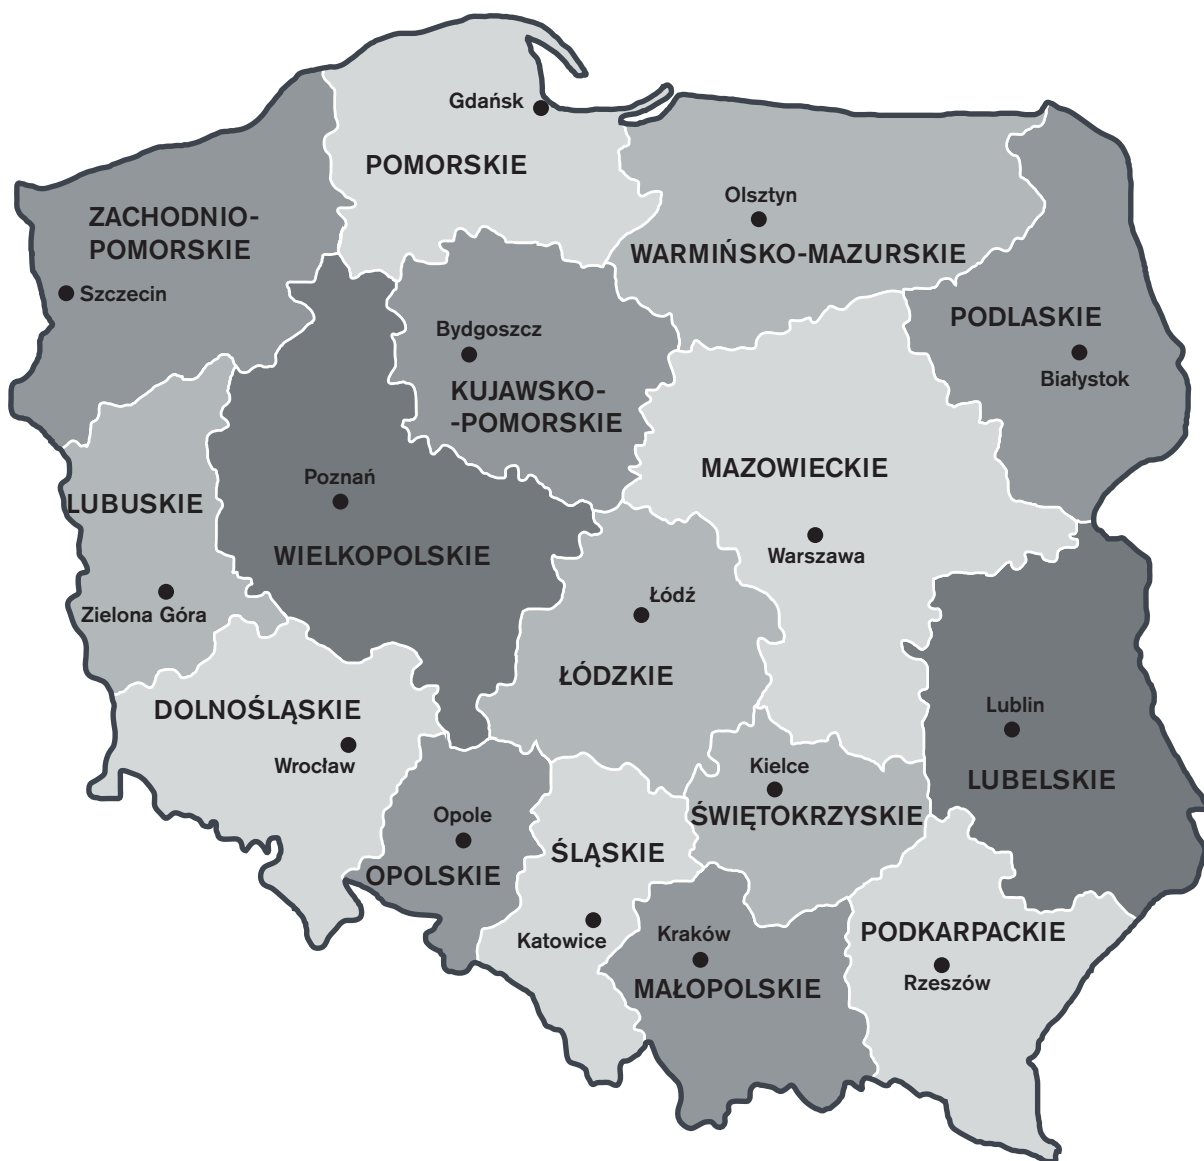 Gdańsk
POMORSKIE
Olsztyn
WARMIŃSKO-MAZURSKIE
ZACHODNIO-
POMORSKIE
Szczecin
Bydgoszcz
KUJAWSKO-
-POMORSKIE
PODLASKIE
Białystok
MAZOWIECKIE
Warszawa
Poznań
WIELKOPOLSKIE
LUBUSKIE
Zielona Góra
Łódź
ŁÓDZKIE
DOLNOŚLĄSKIE
Wrocław
Lublin
LUBELSKIE
Kielce
ŚWIĘTOKRZYSKIE
Opole
OPOLSKIE
ŚLĄSKIE
Katowice
Kraków
MAŁOPOLSKIE
PODKARPACKIE
Rzeszów